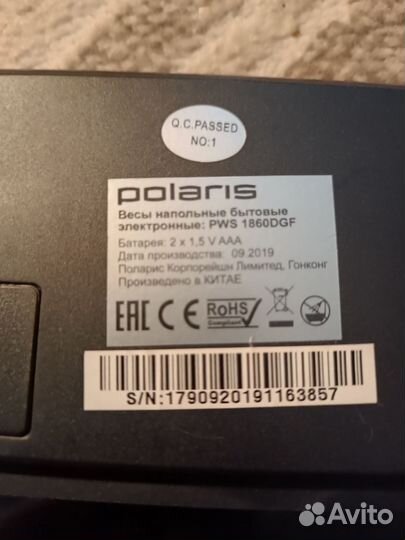 Q.C.PASSED
NO:1
polaris
Весы напольные бытовые
электронные: PWS 1860DGF
Батарея: 2 x 1,5 V AAA
Дата производства: 09.2019
Поларис Корпорейшн Лимитед, Гонконг
Произведено в КИТАЕ
EAC CE RoHS
Compliant
S/N:1790920191163857
Avito